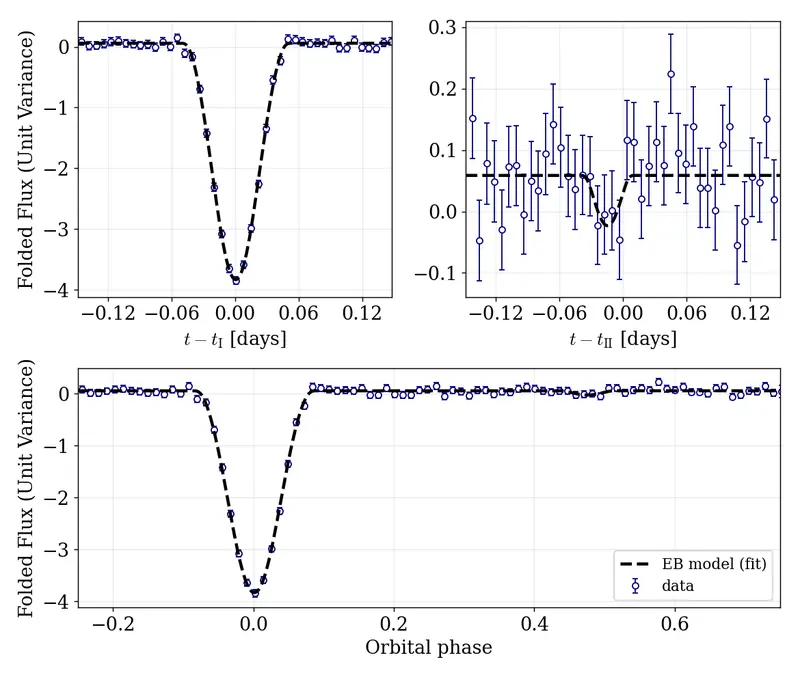 Folded Flux (Unit Variance)
0
−1
−2
−3
−4
−0.12 −0.06 0.00 0.06 0.12
t − t_I [days]
0.3
0.2
0.1
0.0
−0.1
−0.12 −0.06 0.00 0.06 0.12
t − t_II [days]
Folded Flux (Unit Variance)
0
−1
−2
−3
−4
EB model (fit)
data
−0.2 0.0 0.2 0.4 0.6
Orbital phase